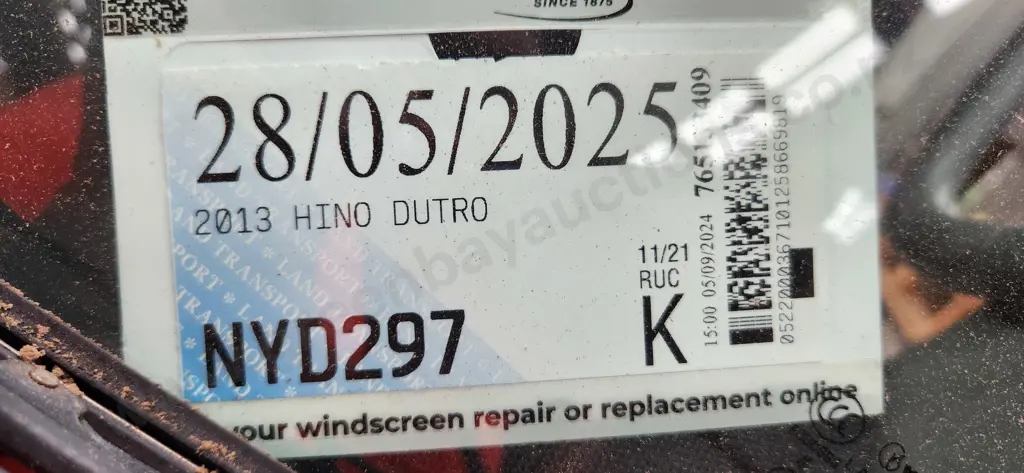 SINCE 1875
28/05/2025
2013 HINO DUTRO
11/21
RUC
NYD297
K
15:00 05/09/2024
your windscreen repair or replacement online